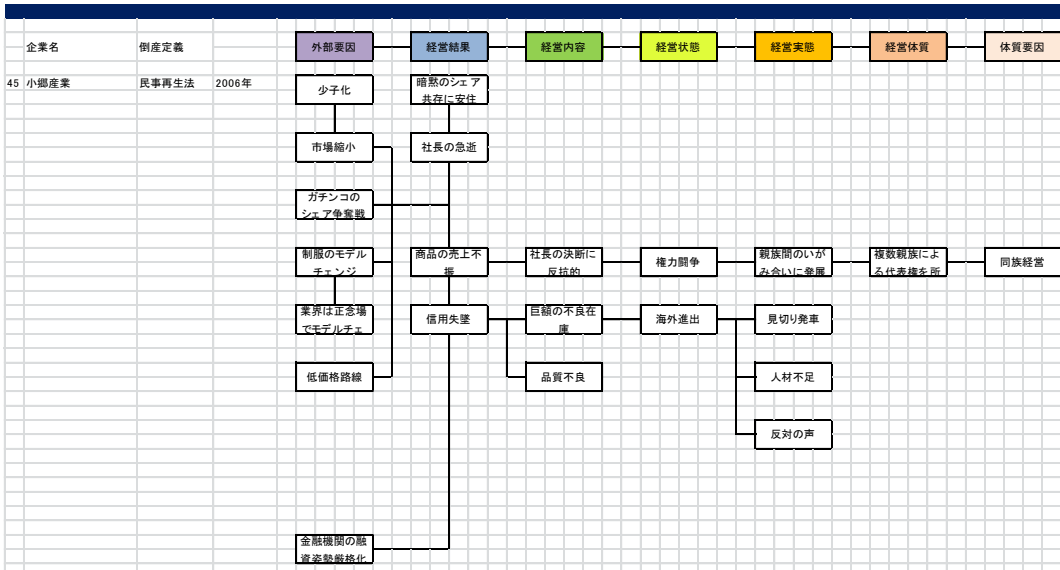 企業名 倒産定義 外部要因 経営結果 経営内容 経営状態 経営実態 経営体質 体質要因
45 小郷産業 民事再生法 2006年
少子化
暗黙のシェア
共存に安住
市場縮小
社長の急逝
ガチンコの
シェア争奪戦
制服のモデル
チェンジ
商品の売上不
振
社長の決断に
反抗的
権力闘争
親族間のいが
み合いに発展
複数親族によ
る代表権を所
同族経営
業界は正念場
でモデルチェ
信用失墜
巨額の不良在
庫
海外進出
見切り発車
低価格路線
品質不良
人材不足
反対の声
金融機関の融
資姿勢厳格化